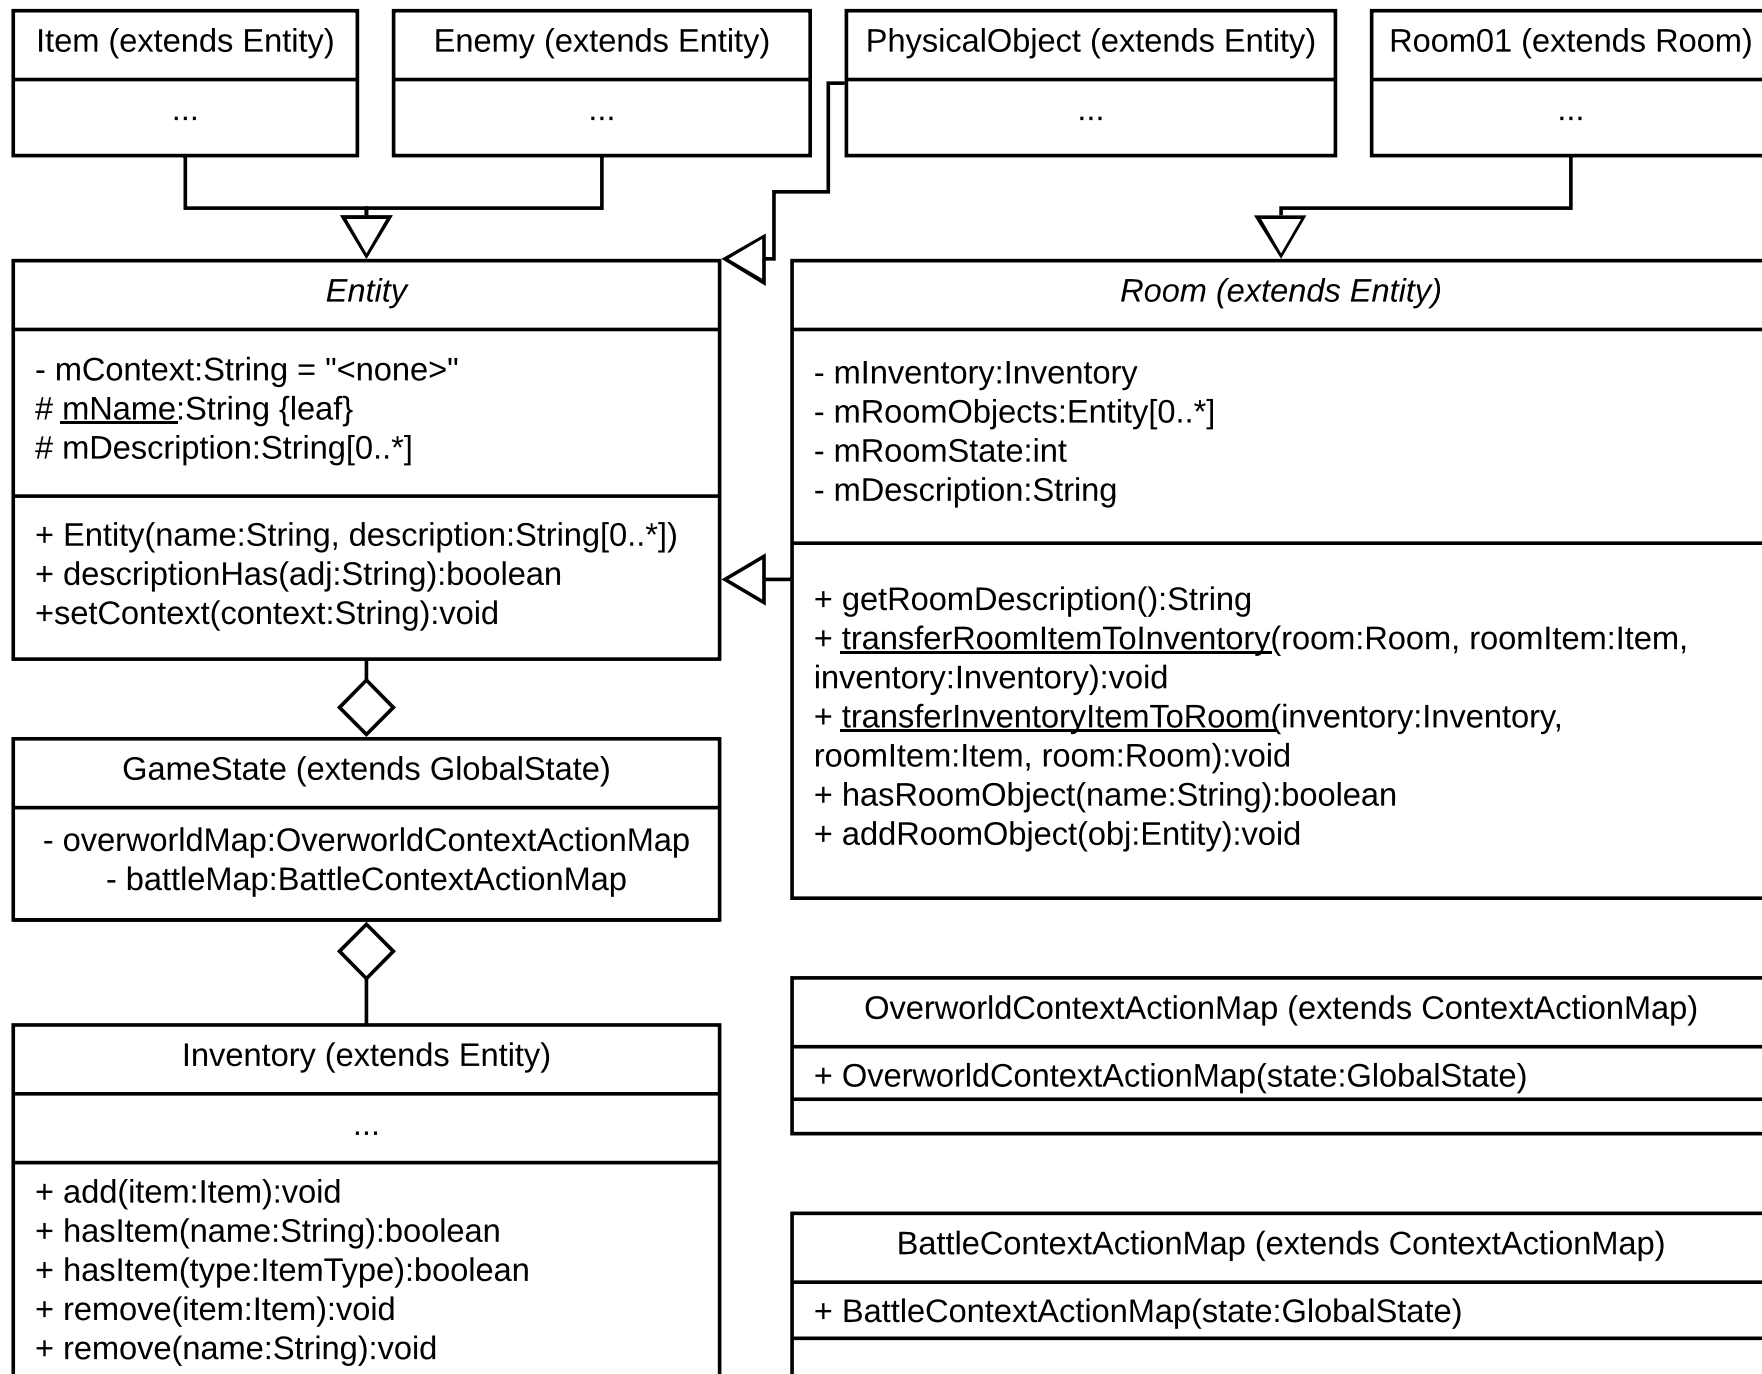 Item (extends Entity)
...
Enemy (extends Entity)
...
PhysicalObject (extends Entity)
...
Room01 (extends Room)
...
Entity
- mContext:String = "<none>"
# mName:String {leaf}
# mDescription:String[0..*]
+ Entity(name:String, description:String[0..*])
+ descriptionHas(adj:String):boolean
+setContext(context:String):void
Room (extends Entity)
- mInventory:Inventory
- mRoomObjects:Entity[0..*]
- mRoomState:int
- mDescription:String
+ getRoomDescription():String
+ transferRoomItemToInventory(room:Room, roomItem:Item,
inventory:Inventory):void
+ transferInventoryItemToRoom(inventory:Inventory,
roomItem:Item, room:Room):void
+ hasRoomObject(name:String):boolean
+ addRoomObject(obj:Entity):void
GameState (extends GlobalState)
- overworldMap:OverworldContextActionMap
- battleMap:BattleContextActionMap
Inventory (extends Entity)
...
+ add(item:Item):void
+ hasItem(name:String):boolean
+ hasItem(type:ItemType):boolean
+ remove(item:Item):void
+ remove(name:String):void
OverworldContextActionMap (extends ContextActionMap)
+ OverworldContextActionMap(state:GlobalState)
BattleContextActionMap (extends ContextActionMap)
+ BattleContextActionMap(state:GlobalState)